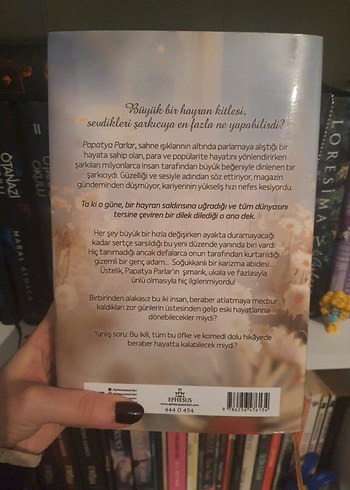 Büyük bir hayran kitlesi,
sevdikleri şarkıcıya en fazla ne yapabilirdi?
Papatya Parlar, sahne ışıklarının altında parlamaya alıştığı bir
hayata sahip olan, para ve popülarite hayatını yönlendirirken
şarkıları milyonlarca insan tarafından büyük beğeniyle dinlenen bir
şarkıcıydı. Güzelliği ve sesiyle adından söz ettiriyor, magazin
gündeminden düşmüyor, kariyerinin yükseliş hızı nefes kesiyordu.
Ta ki o güne, bir hayran saldırısına uğradığı ve tüm dünyasını
tersine çeviren bir dilek dilediği o ana dek.
Her şey büyük bir hızla değişirken ayakta duramayacağı
kadar sertçe sarsıldığı bu yeni düzende yanında biri vardı:
Hiç tanımadığı ancak defalarca onun tarafından kurtarıldığı
gizemli bir genç adam... Soğukkanlı bir karizma abidesi...
Üstelik, Papatya Parlar'ın şımarık, ukala ve fazlasıyla
ünlü olmasıyla hiç ilgilenmiyordu!
Birbirinden alakasız bu iki insan, beraber atlatmaya mecbur
kaldıkları zor günlerin üstesinden gelip eski hayatlarına
dönebilecekler miydi?
Yanlış soru: Bu ikili, tüm bu öfke ve komedi dolu hikâyede
beraber hayatta kalabilecek miydi?
EPHESUS
444 0 454
ÖTANAZİ
II
MARAL ATMACA
LORESIMA